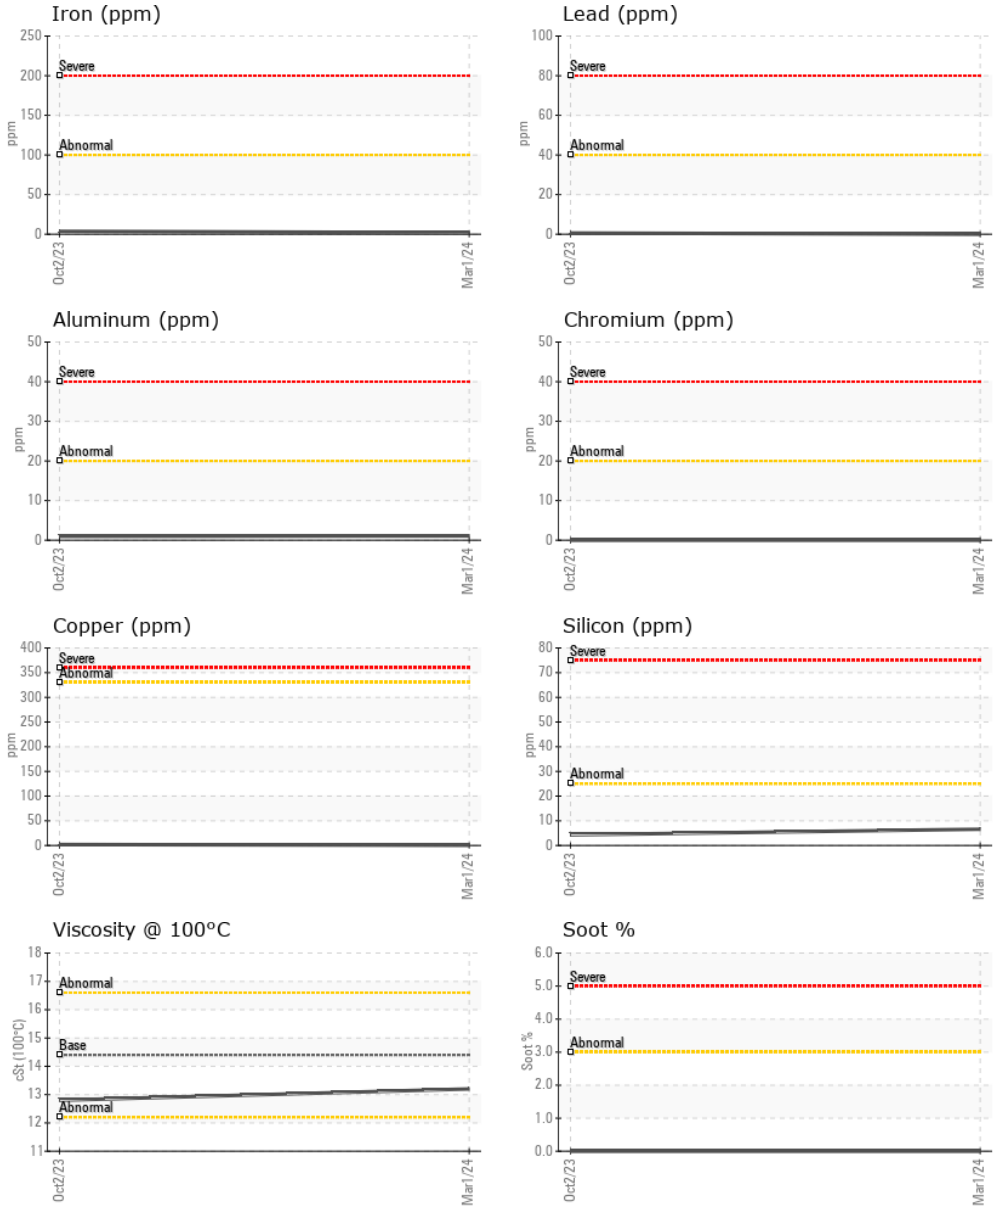 Iron (ppm)
250
200
150
100
50
0
ppm
Severe
Abnormal
Oct2/23
Mar1/24
Lead (ppm)
100
80
60
40
20
0
ppm
Severe
Abnormal
Oct2/23
Mar1/24
Aluminum (ppm)
50
40
30
20
10
0
ppm
Severe
Abnormal
Oct2/23
Mar1/24
Chromium (ppm)
50
40
30
20
10
0
ppm
Severe
Abnormal
Oct2/23
Mar1/24
Copper (ppm)
400
350
300
250
200
150
100
50
0
ppm
Severe
Abnormal
Oct2/23
Mar1/24
Silicon (ppm)
80
70
60
50
40
30
20
10
0
ppm
Severe
Abnormal
Oct2/23
Mar1/24
Viscosity @ 100°C
18
17
16
15
14
13
12
11
cSt (100°C)
Abnormal
Base
Abnormal
Oct2/23
Mar1/24
Soot %
6.0
5.0
4.0
3.0
2.0
1.0
0.0
Soot %
Severe
Abnormal
Oct2/23
Mar1/24